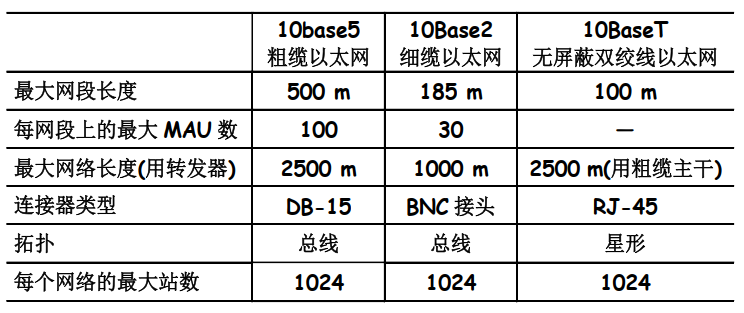 10base5 10Base2 10BaseT
粗缆以太网 细缆以太网 无屏蔽双绞线以太网
最大网段长度 500 m 185 m 100 m
每网段上的最大 MAU 数 100 30 —
最大网络长度(用转发器) 2500 m 1000 m 2500 m(用粗缆主干)
连接器类型 DB-15 BNC 接头 RJ-45
拓扑 总线 总线 星形
每个网络的最大站数 1024 1024 1024